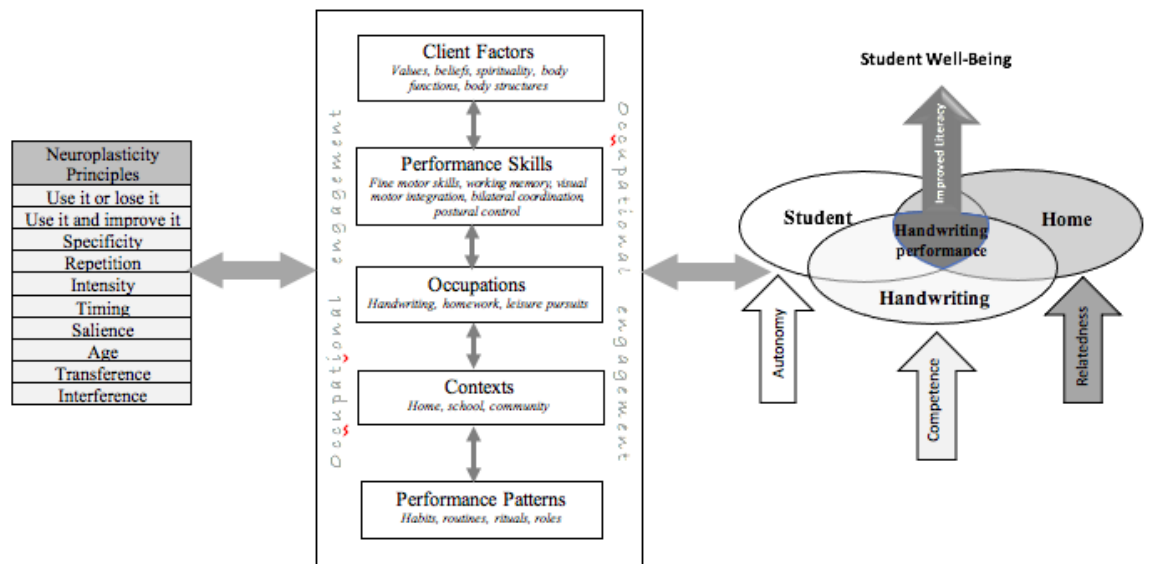 Neuroplasticity
Principles
Use it or lose it
Use it and improve it
Specificity
Repetition
Intensity
Timing
Salience
Age
Transference
Interference
Occupational engagement
Client Factors
Values, beliefs, spirituality, body
functions, body structures
Performance Skills
Fine motor skills, working memory, visual
motor integration, bilateral coordination,
postural control
Occupations
Handwriting, homework, leisure pursuits
Contexts
Home, school, community
Performance Patterns
Habits, routines, rituals, roles
Occupational engagement
Student Well-Being
Improved Literacy
Student
Home
Handwriting
performance
Handwriting
Autonomy
Competence
Relatedness